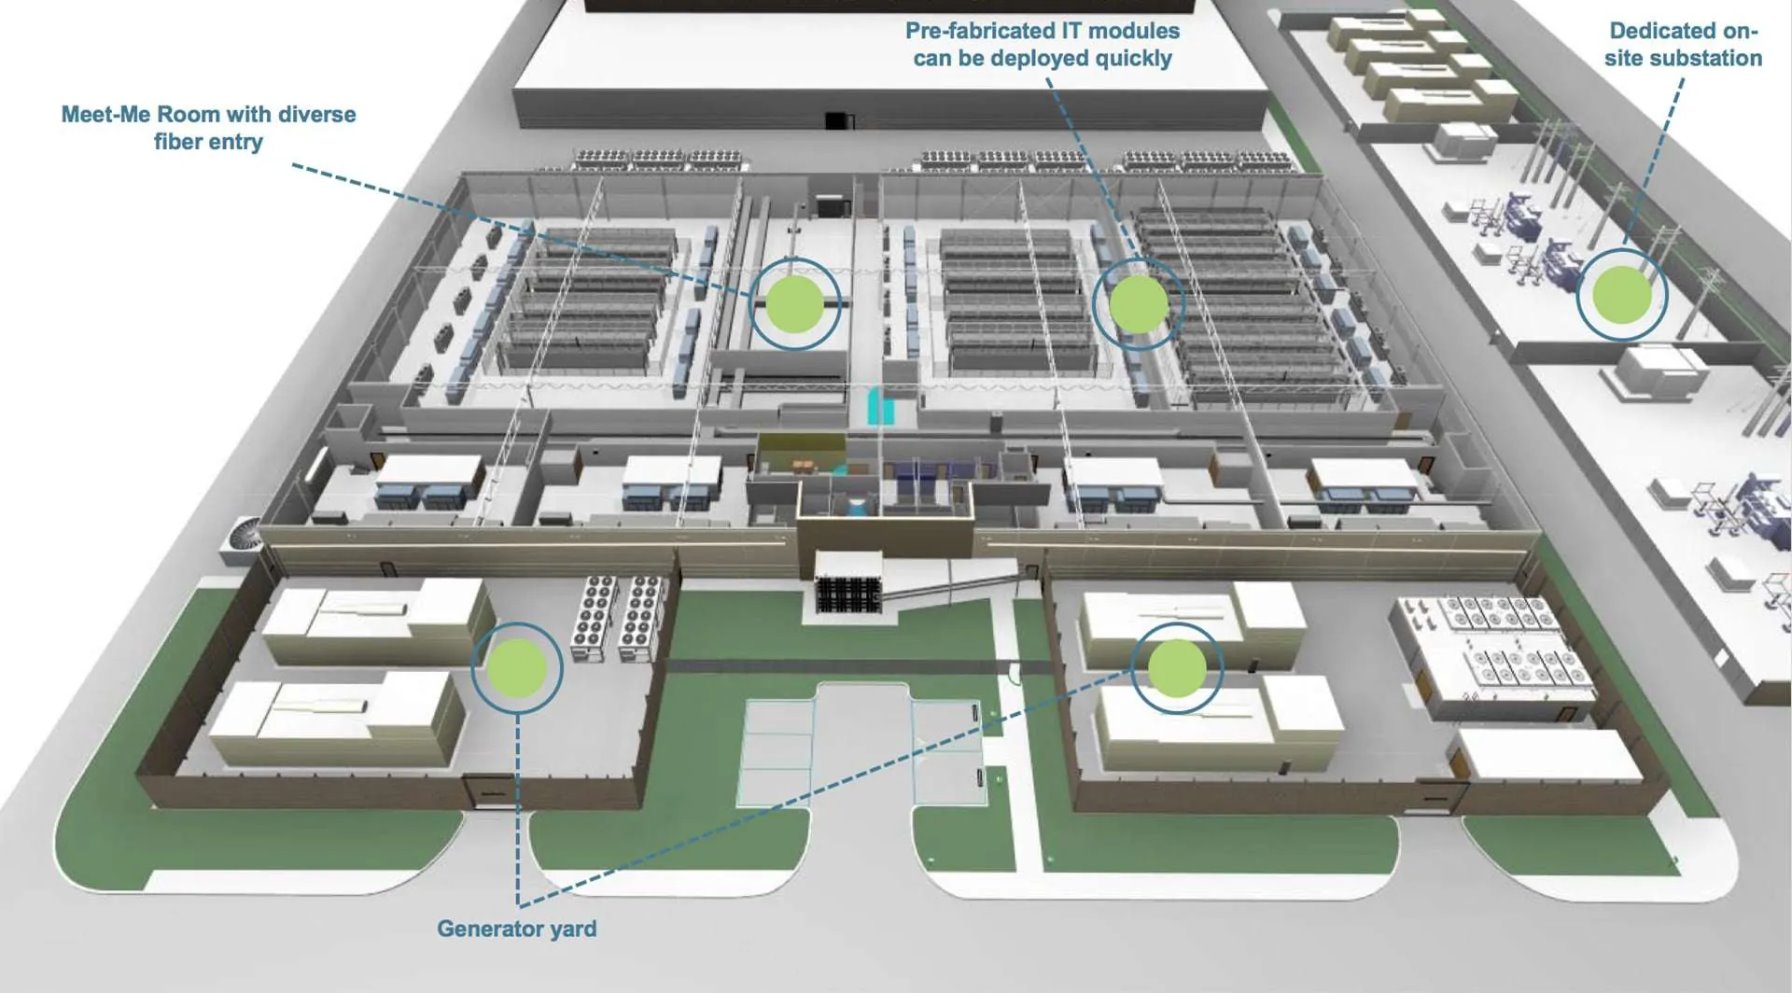 Pre-fabricated IT modules
can be deployed quickly
Dedicated on-
site substation
Meet-Me Room with diverse
fiber entry
Generator yard